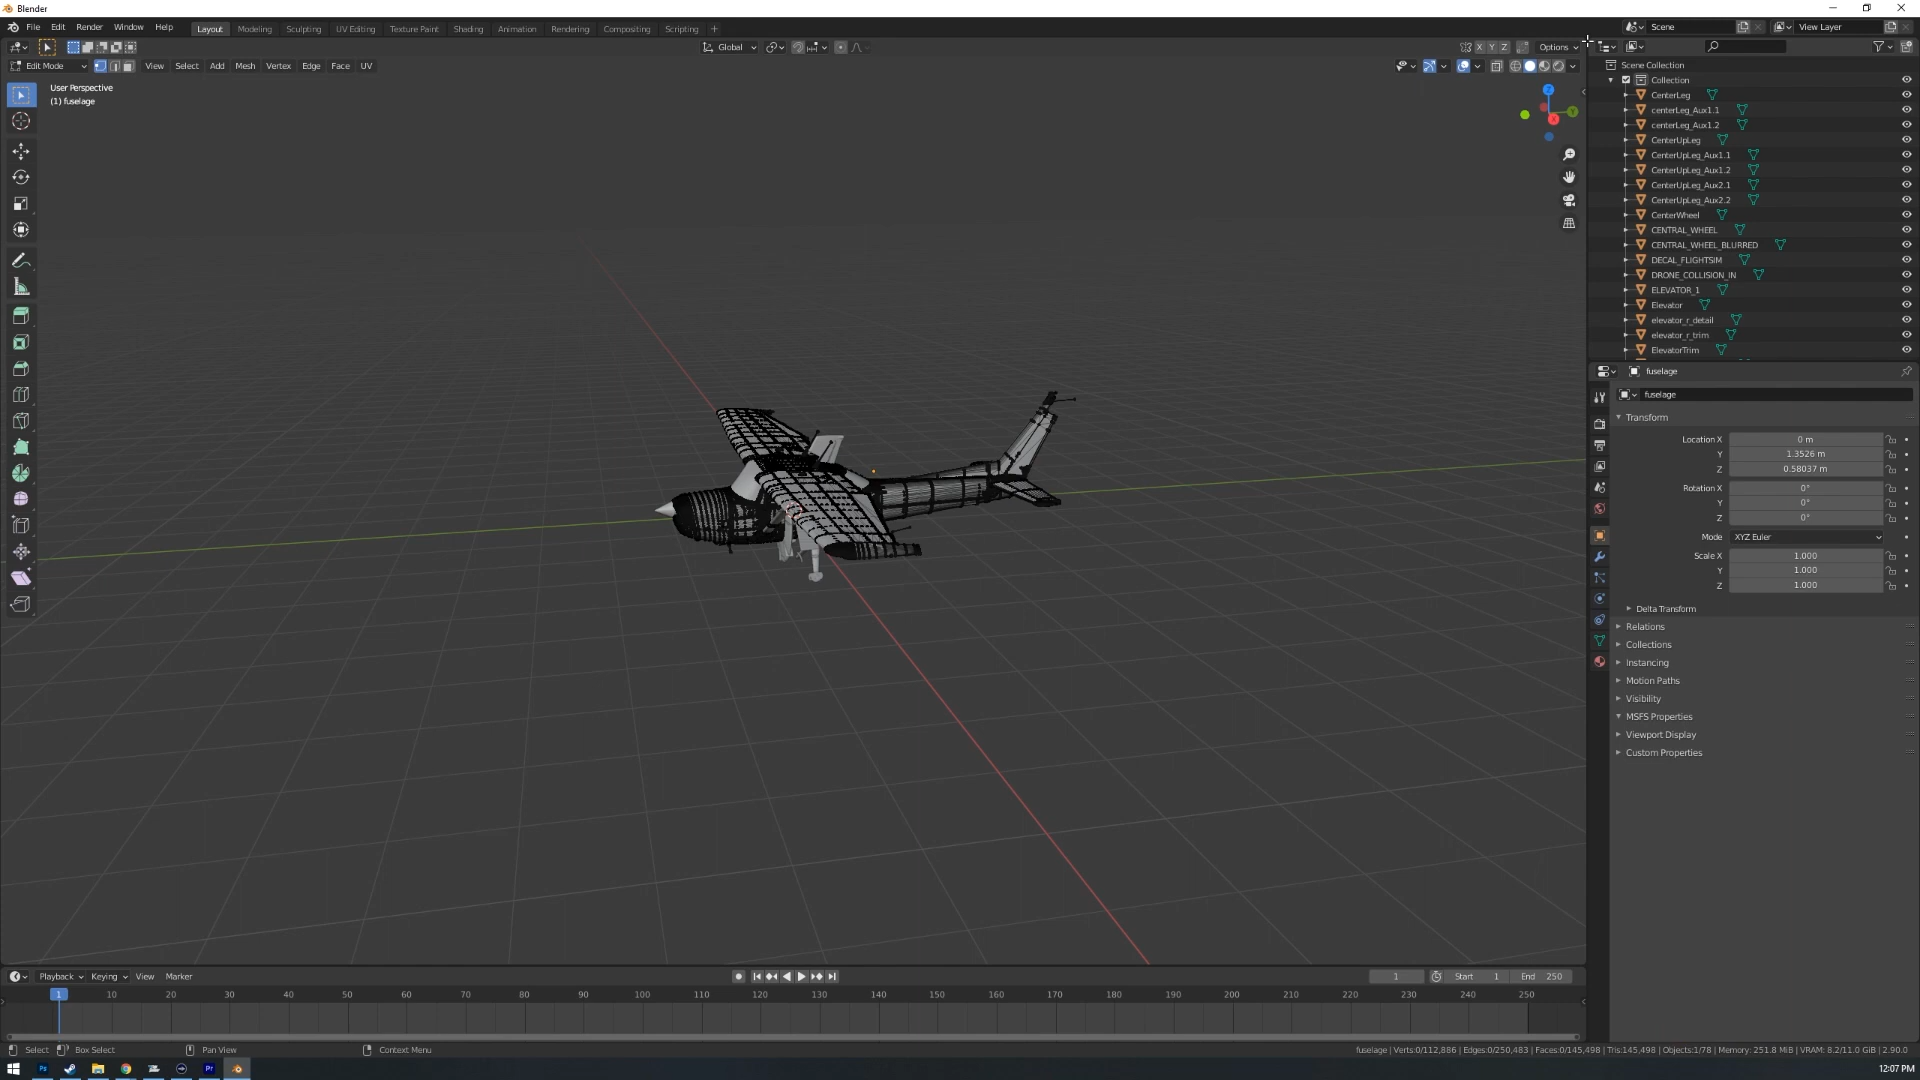 Blender
File Edit Render Window Help Layout Modeling Sculpting UV Editing Texture Paint Shading Animation Rendering Compositing Scripting + Scene View Layer
Global X Y Z Options
Edit Mode View Select Add Mesh Vertex Edge Face UV
User Perspective
(1) fuselage
Z
Y
X
Scene Collection
Collection
CenterLeg
centerLeg_Aux1.1
centerLeg_Aux1.2
CenterUpLeg
CenterUpLeg_Aux1.1
CenterUpLeg_Aux1.2
CenterUpLeg_Aux2.1
CenterUpLeg_Aux2.2
CenterWheel
CENTRAL_WHEEL
CENTRAL_WHEEL_BLURRED
DECAL_FLIGHTSIM
DRONE_COLLISION_IN
ELEVATOR_1
Elevator
elevator_r_detail
elevator_r_trim
ElevatorTrim
fuselage
fuselage
Transform
Location X 0 m
Y 1.3526 m
Z 0.58037 m
Rotation X 0°
Y 0°
Z 0°
Mode XYZ Euler
Scale X 1.000
Y 1.000
Z 1.000
Delta Transform
Relations
Collections
Instancing
Motion Paths
Visibility
MSFS Properties
Viewport Display
Custom Properties
Playback Keying View Marker 1 Start 1 End 250
1 10 20 30 40 50 60 70 80 90 100 110 120 130 140 150 160 170 180 190 200 210 220 230 240 250
Select Box Select Pan View Context Menu fuselage | Verts:0/112,886 | Edges:0/250,483 | Faces:0/145,498 | Tris:145,498 | Objects:1/78 | Memory: 251.8 MiB | VRAM: 8.2/11.0 GiB | 2.90.0
Ps Pr 12:07 PM